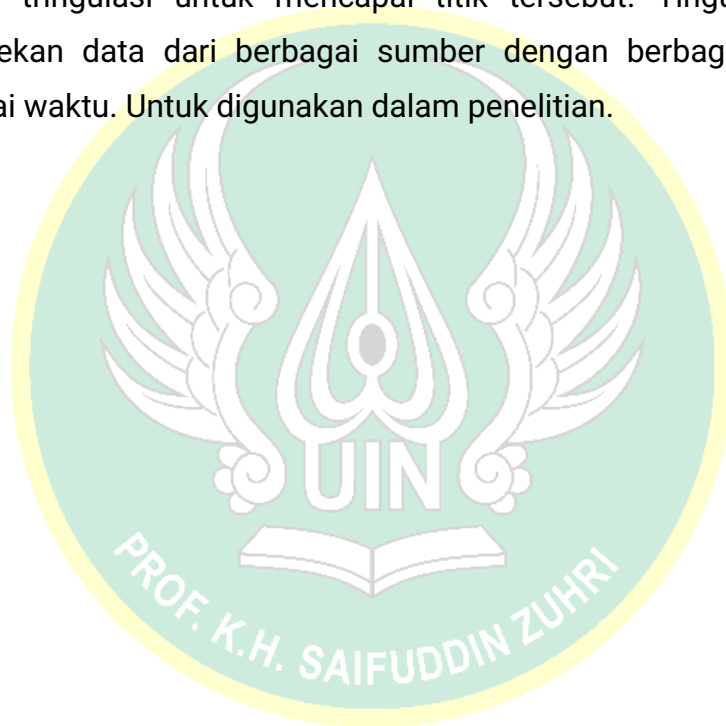 tringulasi untuk mencapai titik tersebut.
ekan data dari berbagai sumber dengan
ai waktu. Untuk digunakan dalam penelitian.
UIN
PROF. K.H. SAIFUDDIN ZUHRI